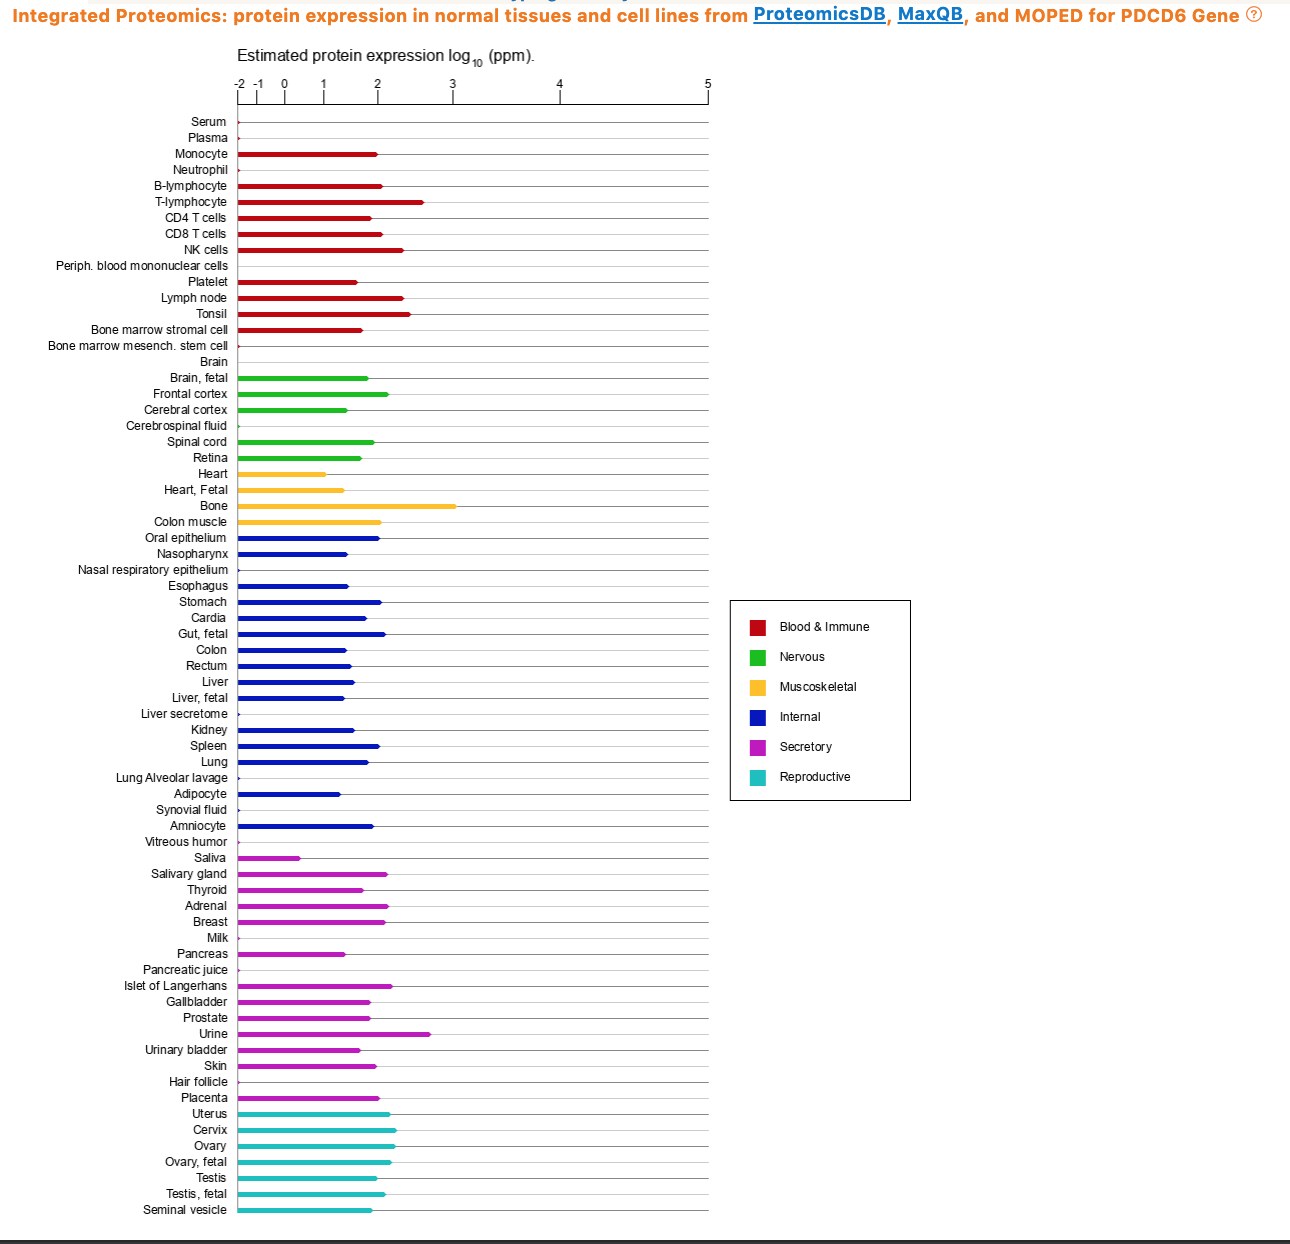 Integrated Proteomics: protein expression in normal tissues and cell lines from ProteomicsDB, MaxQB, and MOPED for PDCD6 Gene ?
Estimated protein expression log10 (ppm).
-2 -1 0 1 2 3 4 5
Serum
Plasma
Monocyte
Neutrophil
B-lymphocyte
T-lymphocyte
CD4 T cells
CD8 T cells
NK cells
Periph. blood mononuclear cells
Platelet
Lymph node
Tonsil
Bone marrow stromal cell
Bone marrow mesench. stem cell
Brain
Brain, fetal
Frontal cortex
Cerebral cortex
Cerebrospinal fluid
Spinal cord
Retina
Heart
Heart, Fetal
Bone
Colon muscle
Oral epithelium
Nasopharynx
Nasal respiratory epithelium
Esophagus
Stomach
Cardia
Gut, fetal
Colon
Rectum
Liver
Liver, fetal
Liver secretome
Kidney
Spleen
Lung
Lung Alveolar lavage
Adipocyte
Synovial fluid
Amniocyte
Vitreous humor
Saliva
Salivary gland
Thyroid
Adrenal
Breast
Milk
Pancreas
Pancreatic juice
Islet of Langerhans
Gallbladder
Prostate
Urine
Urinary bladder
Skin
Hair follicle
Placenta
Uterus
Cervix
Ovary
Ovary, fetal
Testis
Testis, fetal
Seminal vesicle
Blood & Immune
Nervous
Muscoskeletal
Internal
Secretory
Reproductive